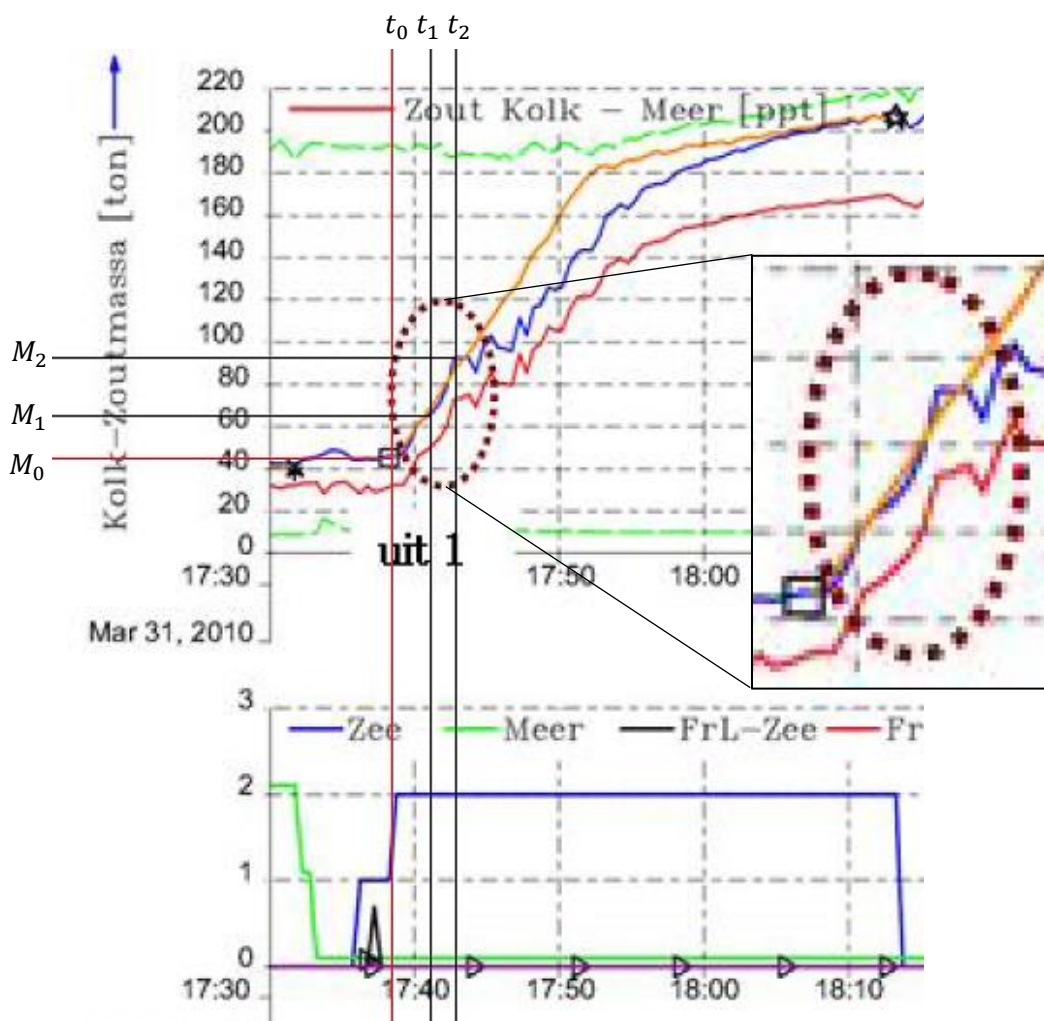 t₀ t₁ t₂
220
Zout Kolk - Meer [ppt]
200
180
160
140
120
100
80
60
40
20
0
Kolk-Zoutmassa [ton]
M₂
M₁
M₀
uit 1
17:30 17:50 18:00
Mar 31, 2010
3
Zee Meer FrL-Zee Fr
2
1
0
17:30 17:40 17:50 18:00 18:10